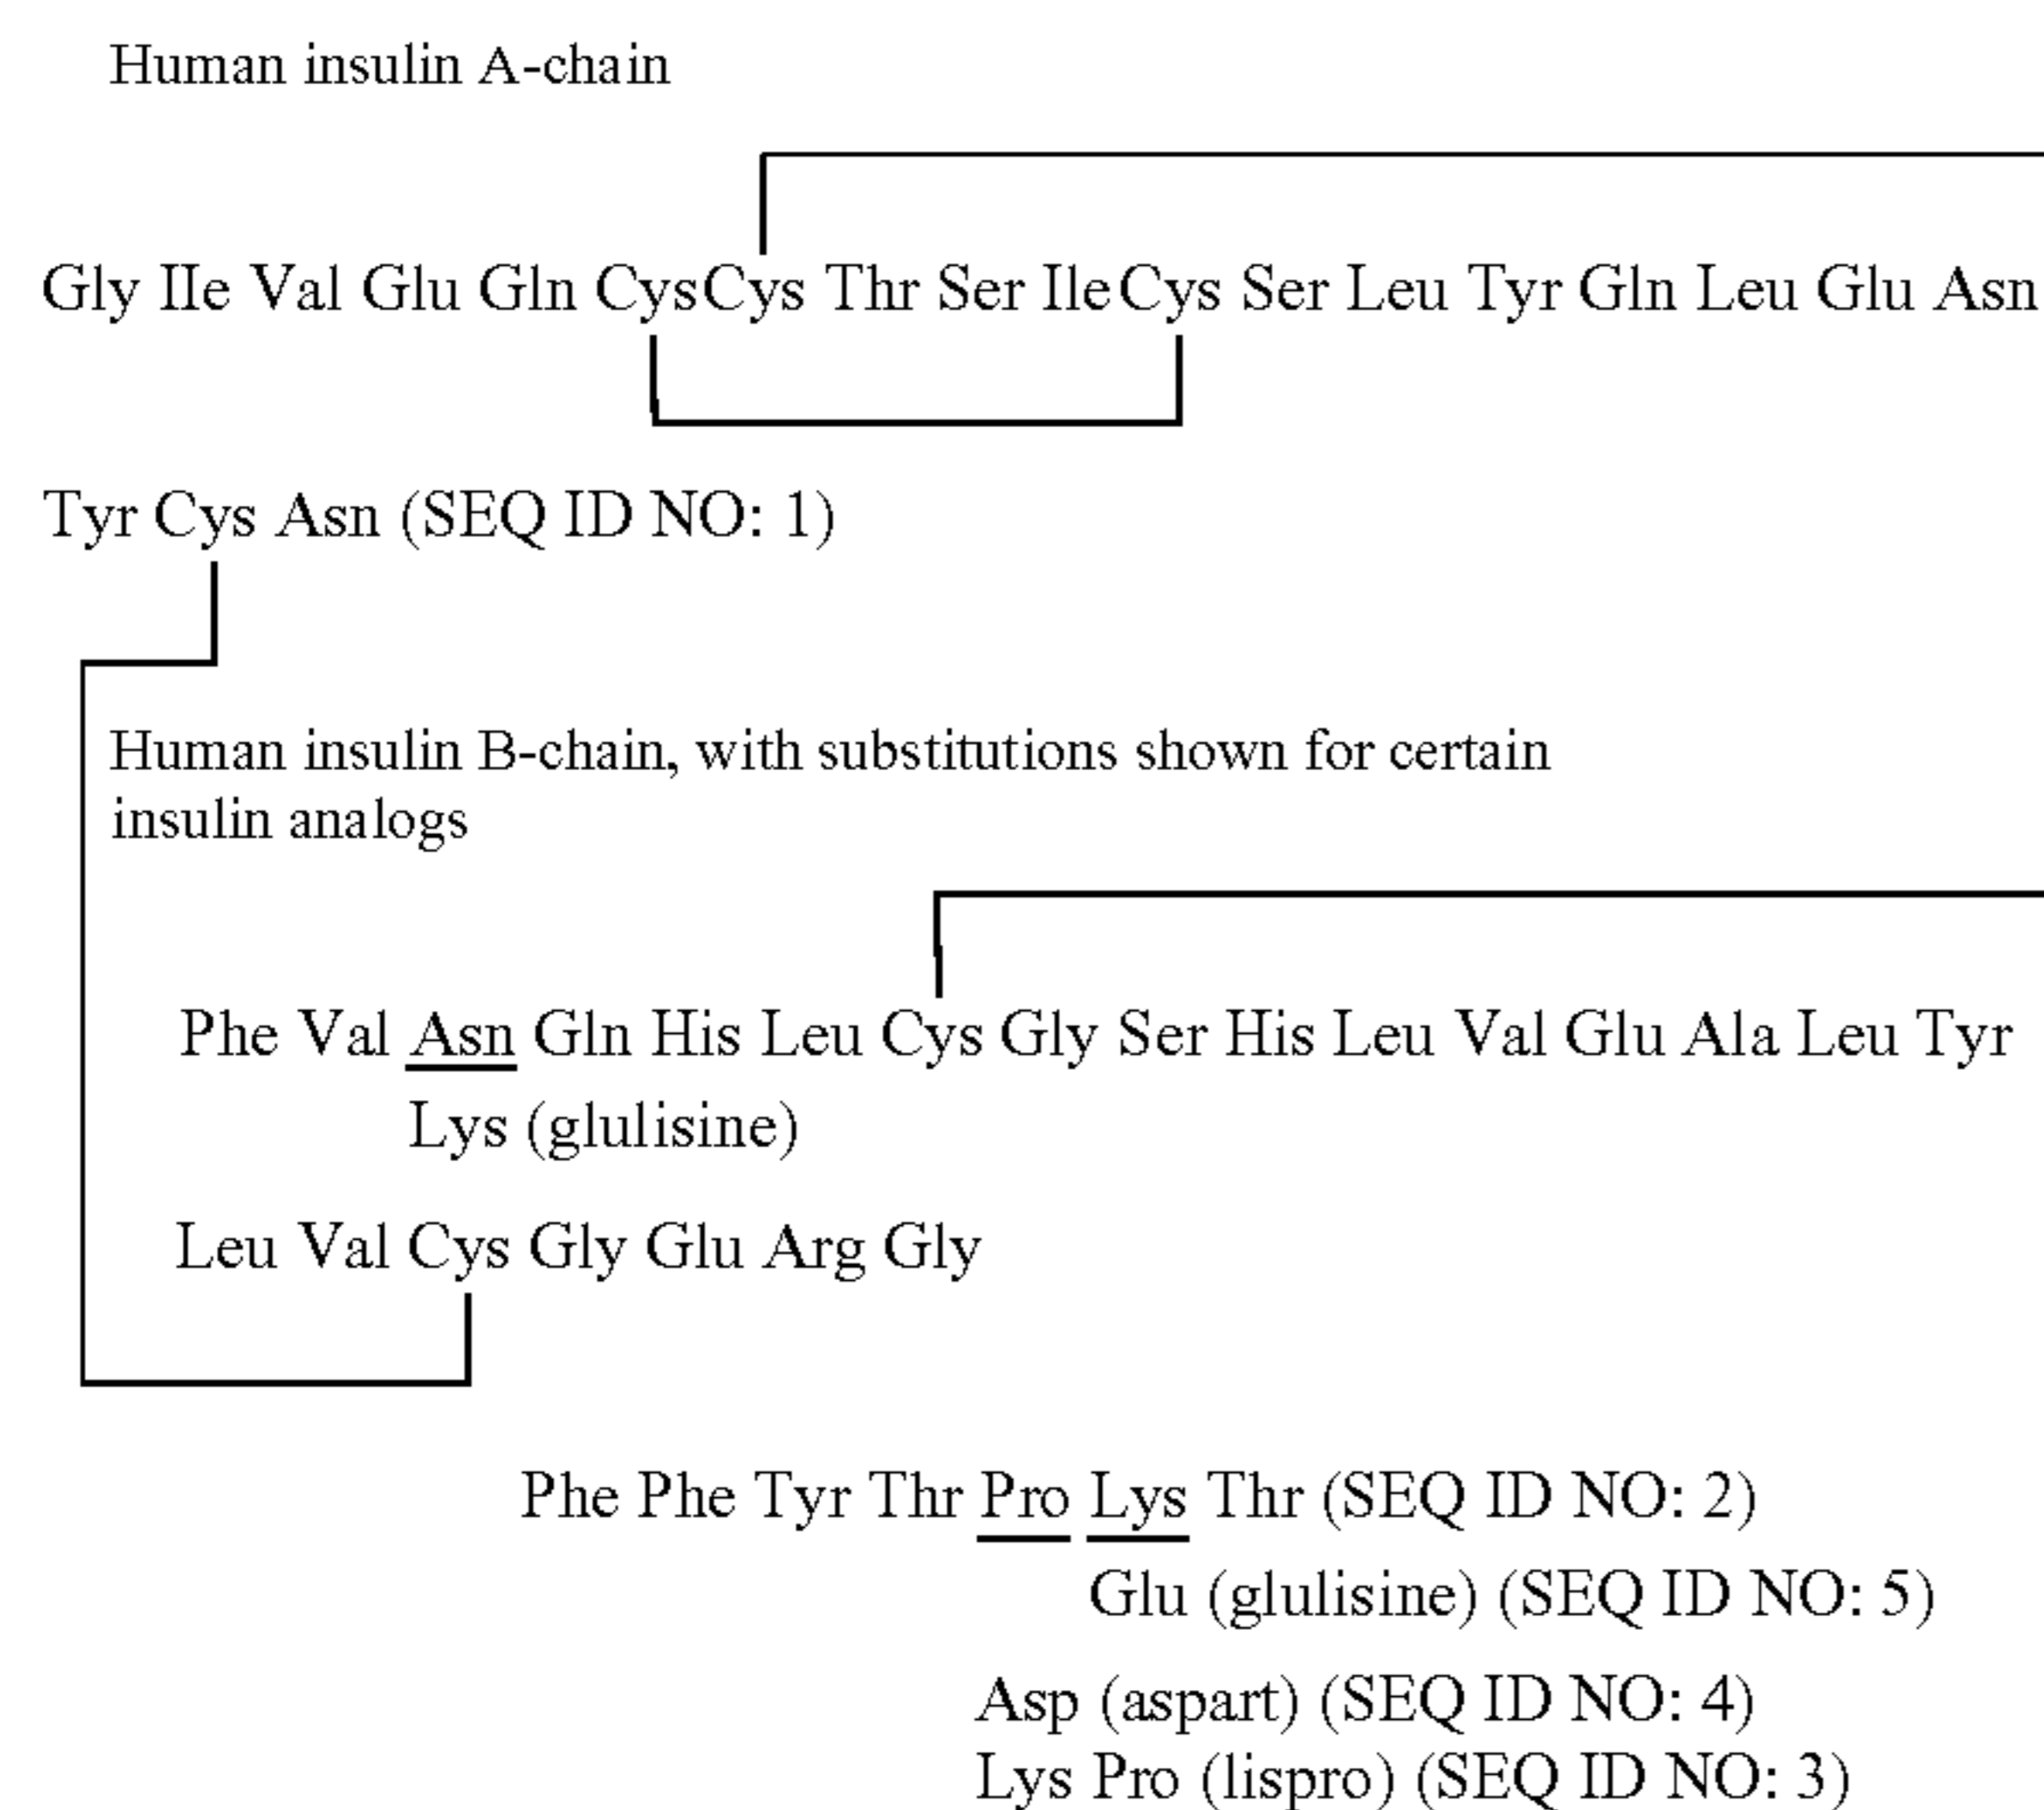 Human insulin A-chain
Gly IIe Val Glu Gln Cys Cys Thr Ser Ile Cys Ser Leu Tyr Gln Leu Glu Asn
Tyr Cys Asn (SEQ ID NO: 1)
Human insulin B-chain, with substitutions shown for certain
insulin analogs
Phe Val Asn Gln His Leu Cys Gly Ser His Leu Val Glu Ala Leu Tyr
Lys (glulisine)
Leu Val Cys Gly Glu Arg Gly
Phe Phe Tyr Thr Pro Lys Thr (SEQ ID NO: 2)
Glu (glulisine) (SEQ ID NO: 5)
Asp (aspart) (SEQ ID NO: 4)
Lys Pro (lispro) (SEQ ID NO: 3)